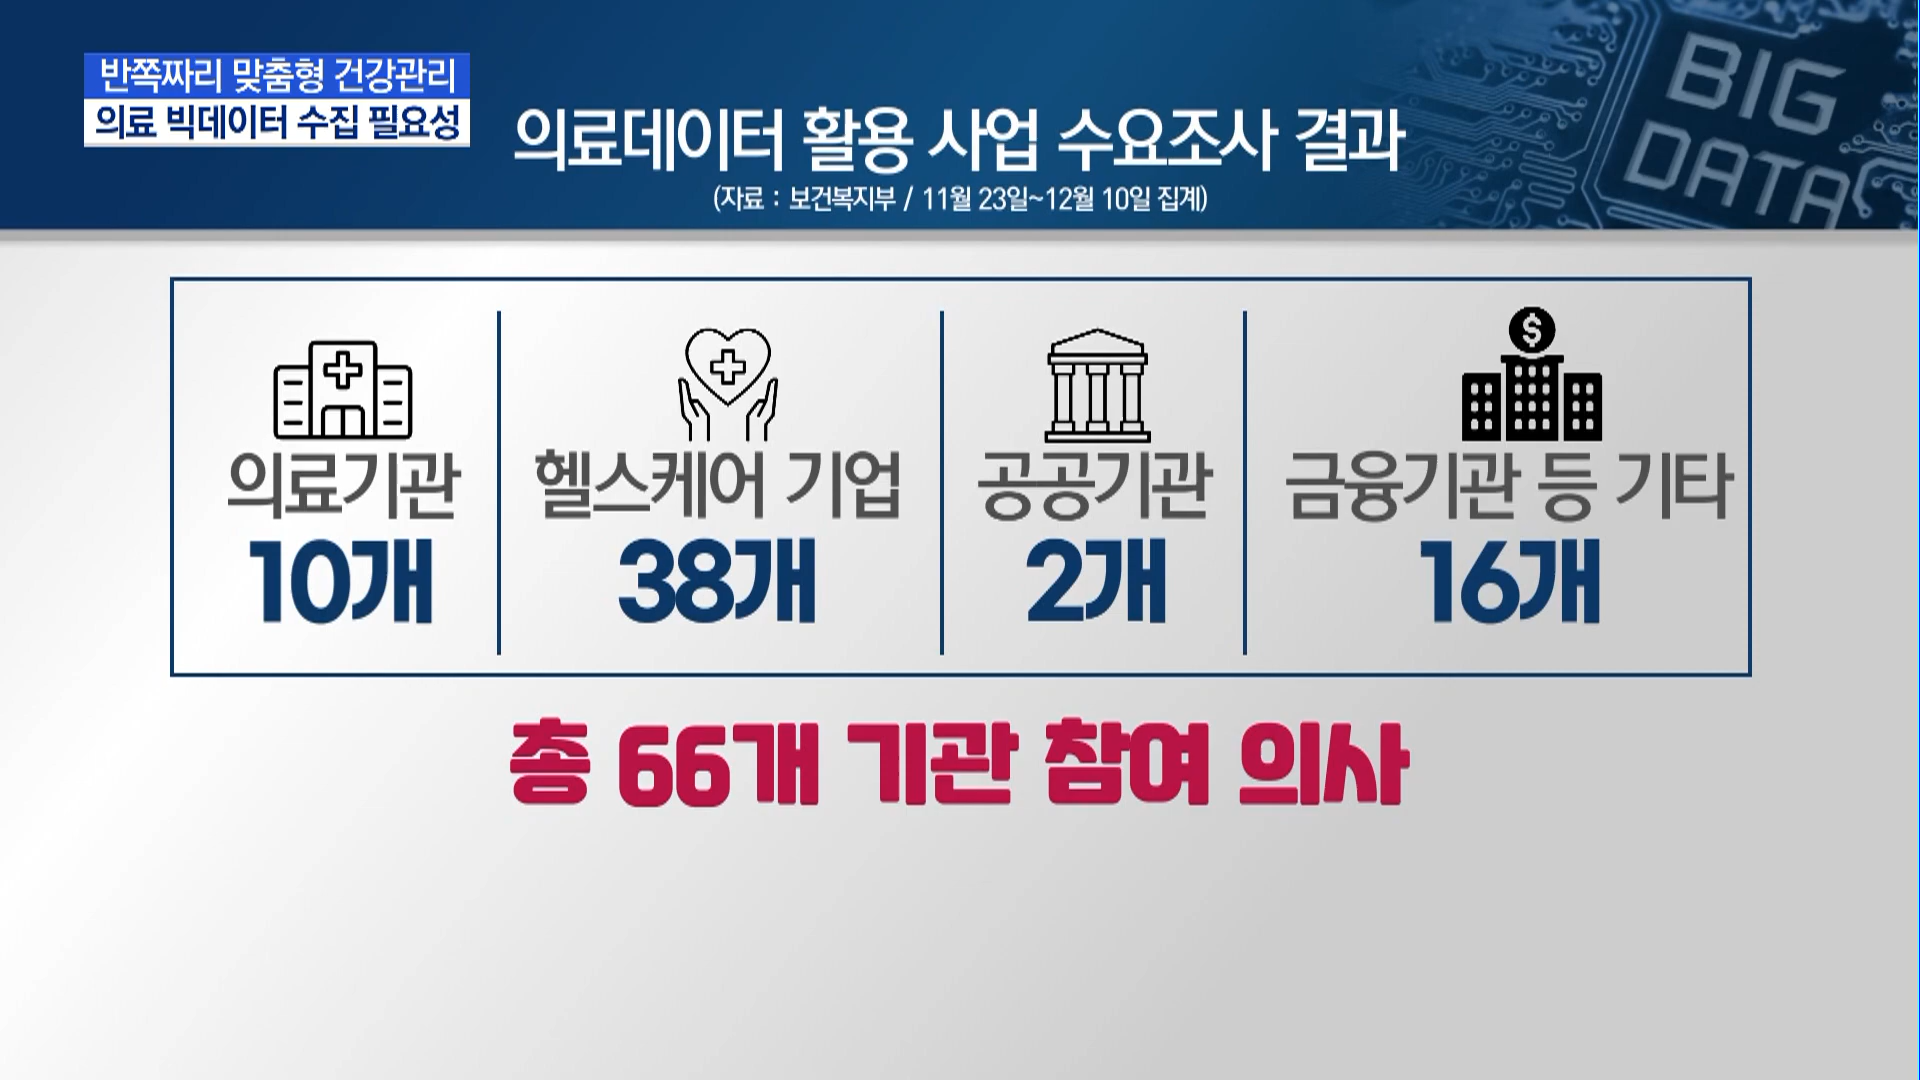 반쪽짜리 맞춤형 건강관리
의료 빅데이터 수집 필요성
의료데이터 활용 사업 수요조사 결과
(자료 : 보건복지부 / 11월 23일~12월 10일 집계)
BIG
DATA
의료기관
10개
헬스케어 기업
38개
공공기관
2개
금융기관 등 기타
16개
총 66개 기관 참여 의사